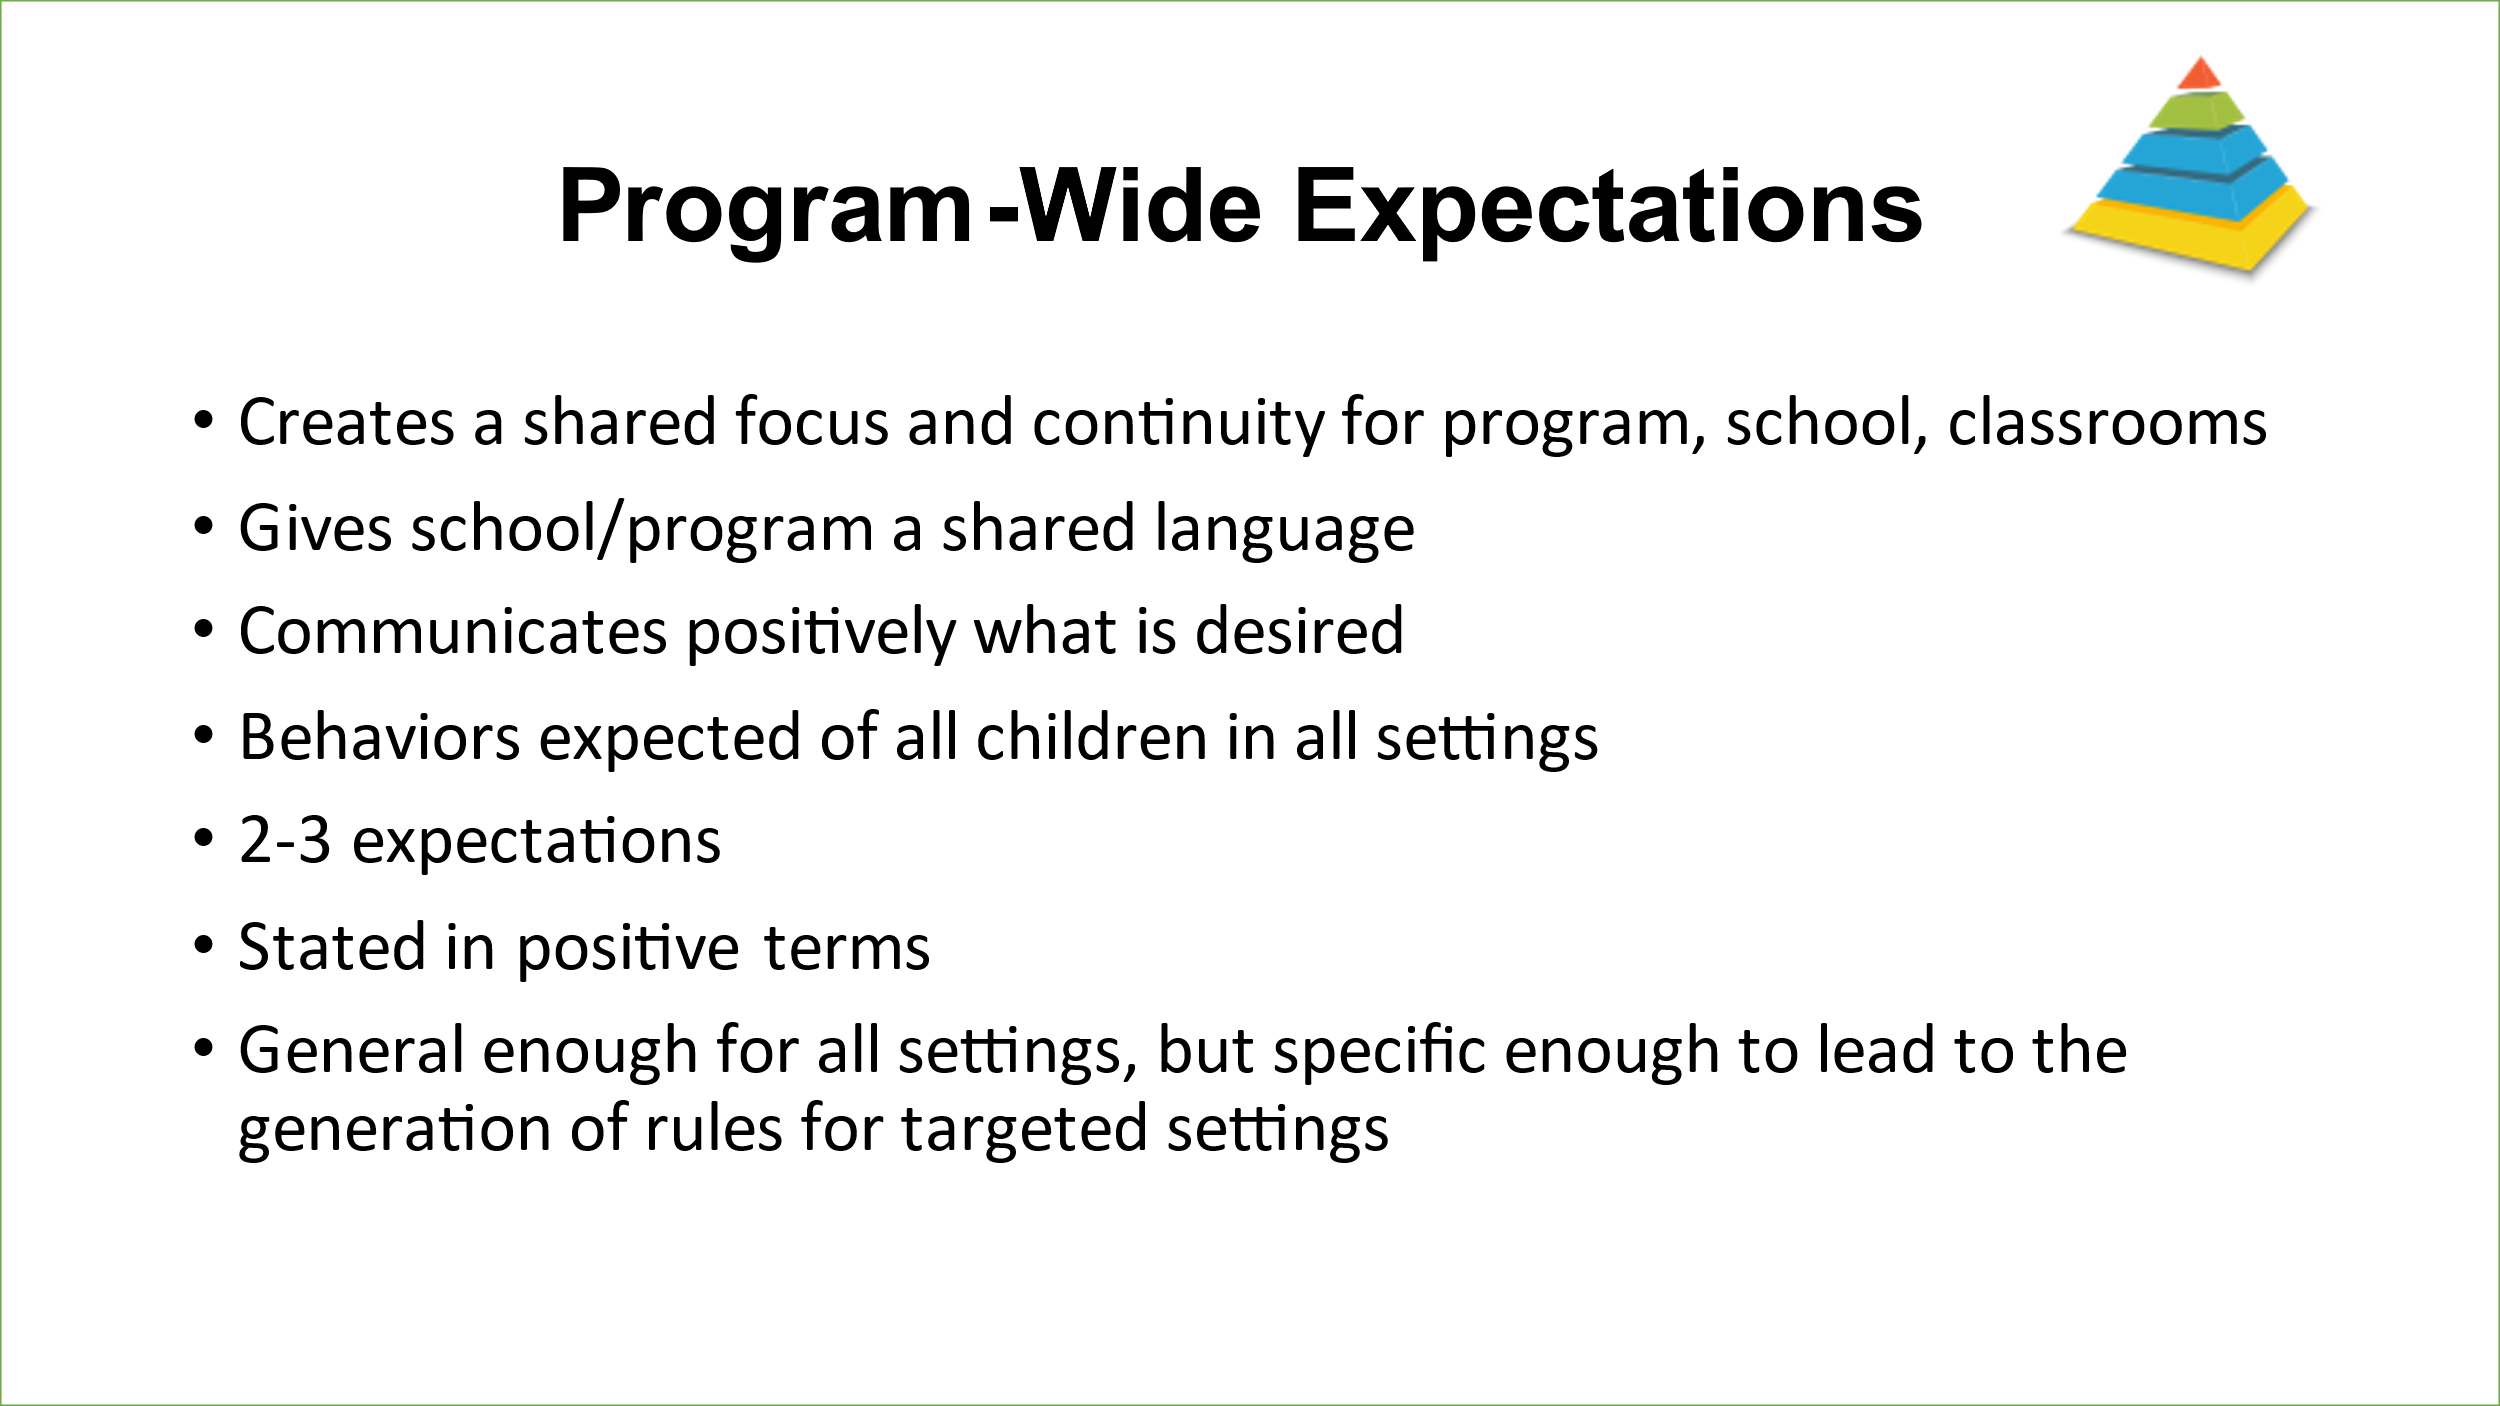 Program-Wide Expectations
• Creates a shared focus and continuity for program, school, classrooms
• Gives school/program a shared language
• Communicates positively what is desired
• Behaviors expected of all children in all settings
• 2-3 expectations
• Stated in positive terms
• General enough for all settings, but specific enough to lead to the
generation of rules for targeted settings